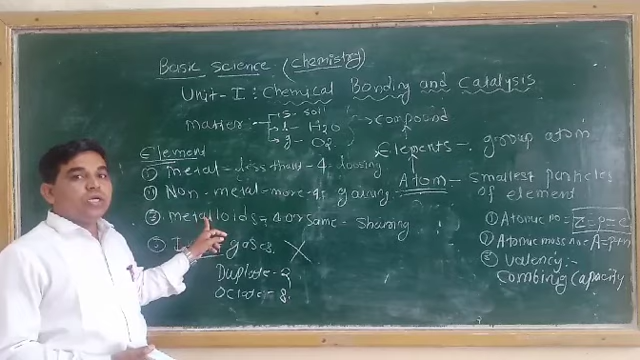 Basic science (chemistry)
Unit-I: Chemical Bonding and Catalysis
matter S- soil
l- H2O compound
g- O2
Element Elements - group atom
① metal = less than - 4 = loosing
② Non-metal = more-4 = gaining Atom - smallest particles
of element
③ metalloids = 4 or same = sharing
① Atomic no = Z=p=e
② Atomic mass no = A=p+n
③ valency:-
combining capacity
gases X
Duplate-2
Octate=8